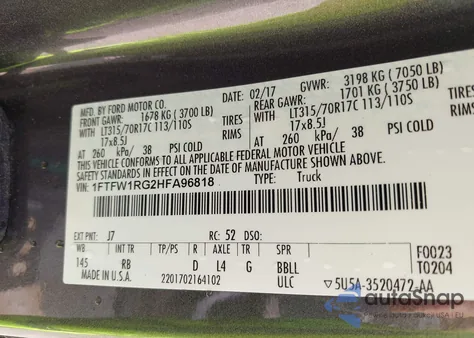 MFD. BY FORD MOTOR CO.
DATE: 02/17 GVWR: 3198 KG (7050 LB)
FRONT GAWR: 1678 KG (3700 LB) REAR GAWR: 1701 KG (3750 LB)
WITH LT315/70R17C 113/110S TIRES WITH LT315/70R17C 113/110S TIRES
17x8.5J RIMS 17x8.5J RIMS
AT 260 kPa/ 38 PSI COLD AT 260 kPa/ 38 PSI COLD
THIS VEHICLE CONFORMS TO ALL APPLICABLE FEDERAL MOTOR VEHICLE
SAFETY STANDARDS IN EFFECT ON THE DATE OF MANUFACTURE SHOWN ABOVE.
VIN: 1FTFW1RG2HFA96818 TYPE: Truck
EXT PNT: J7 RC: 52 DSO: F0023
WB INT TR TP/PS R AXLE TR SPR T0204
145 RB D L4 G BBLL
MADE IN U.S.A. 2201702164102 ULC ▽5U5A-3520472-AA
autoSnap